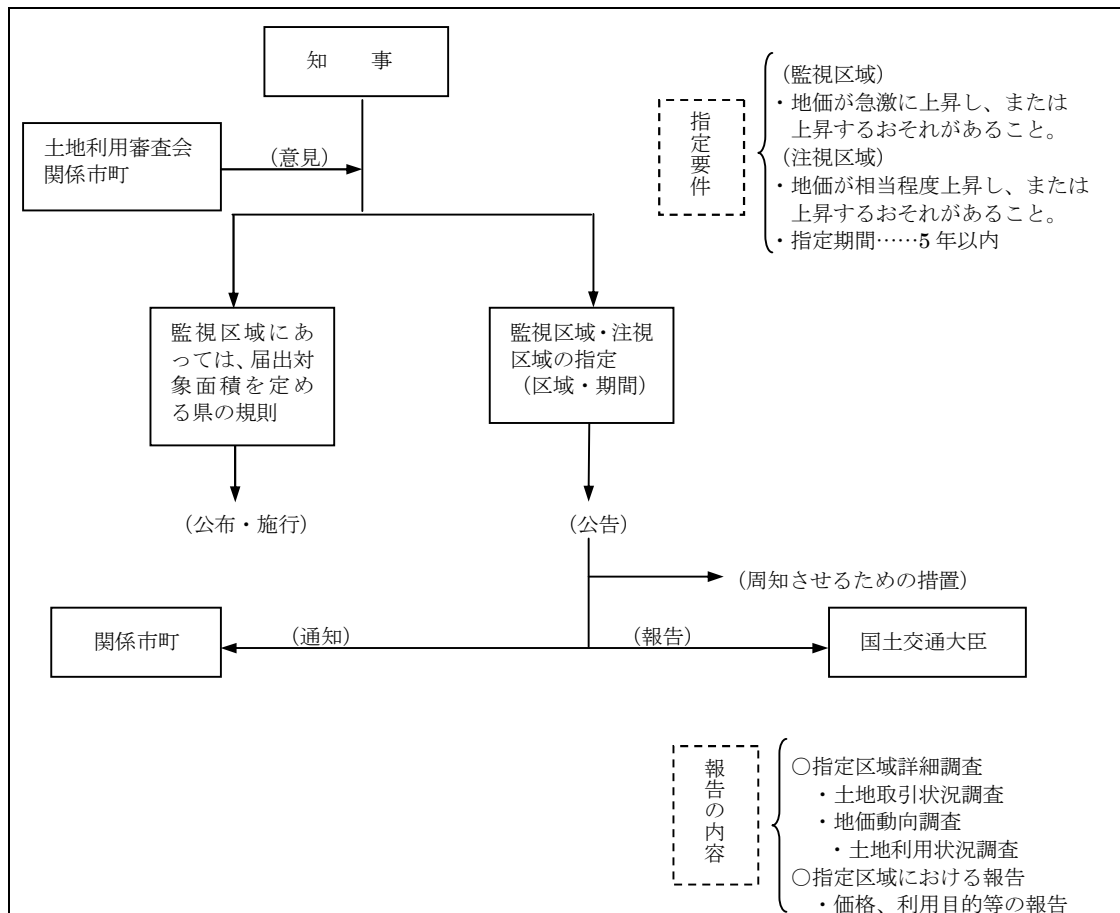 知　　事
土地利用審査会
関係市町
（意見）
指定要件
（監視区域）
・地価が急激に上昇し、または
上昇するおそれがあること。
（注視区域）
・地価が相当程度上昇し、または
上昇するおそれがあること。
・指定期間……5 年以内
監視区域にあ
っては、届出対
象面積を定め
る県の規則
監視区域・注視
区域の指定
（区域・期間）
（公布・施行）
（公告）
（周知させるための措置）
関係市町
（通知）
（報告）
国土交通大臣
報告の内容
○指定区域詳細調査
・土地取引状況調査
・地価動向調査
・土地利用状況調査
○指定区域における報告
・価格、利用目的等の報告